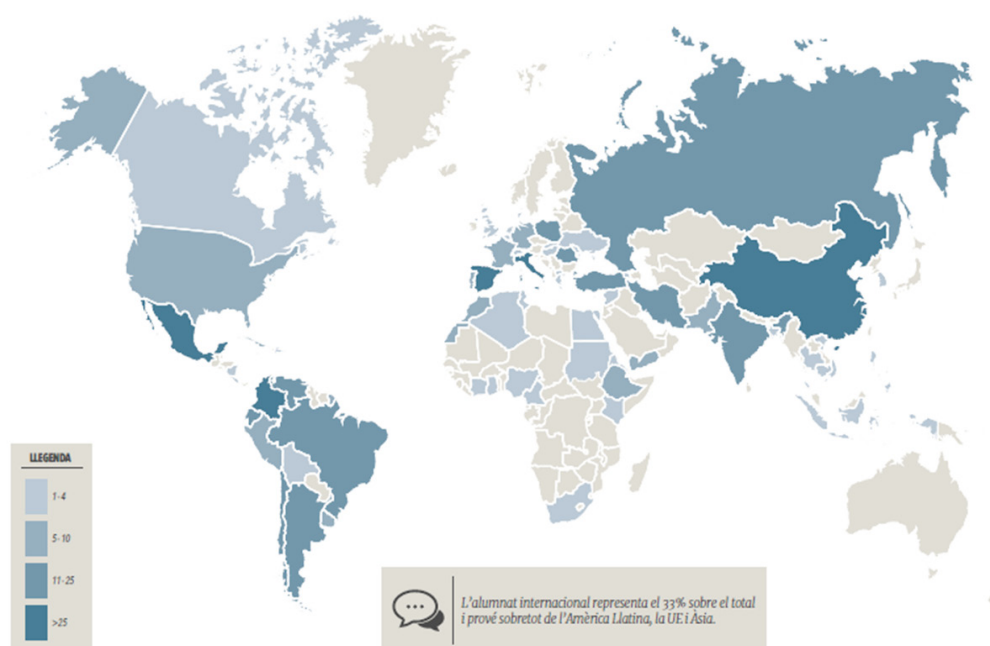 LLEGENDA
1-4
5-10
11-25
>25
L'alumnat internacional representa el 33% sobre el total
i prové sobretot de l'Amèrica Llatina, la UE i Àsia.